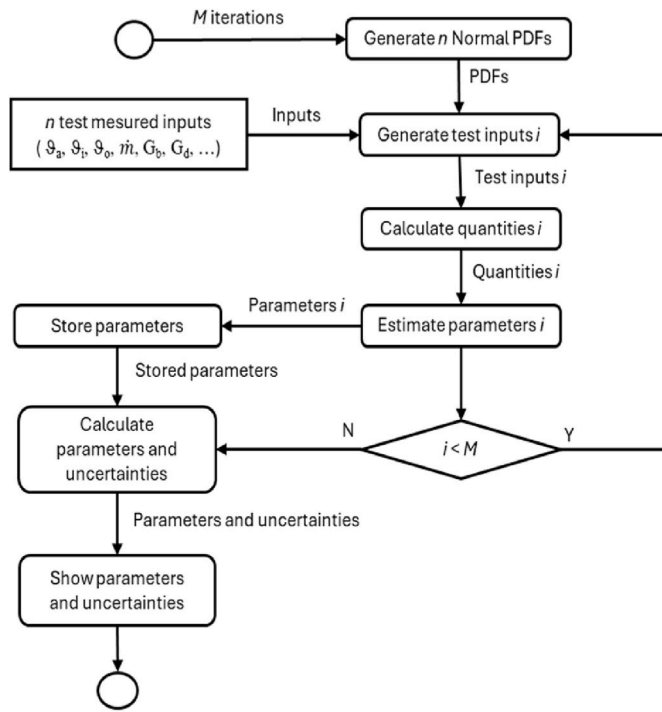 M iterations
Generate n Normal PDFs
PDFs
n test mesured inputs
( ϑa, ϑi, ϑo, ṁ, Gb, Gd, ...)
Inputs
Generate test inputs i
Test inputs i
Calculate quantities i
Quantities i
Parameters i
Store parameters
Estimate parameters i
Stored parameters
Calculate
parameters and
uncertainties
N
i < M
Y
Parameters and uncertainties
Show parameters
and uncertainties